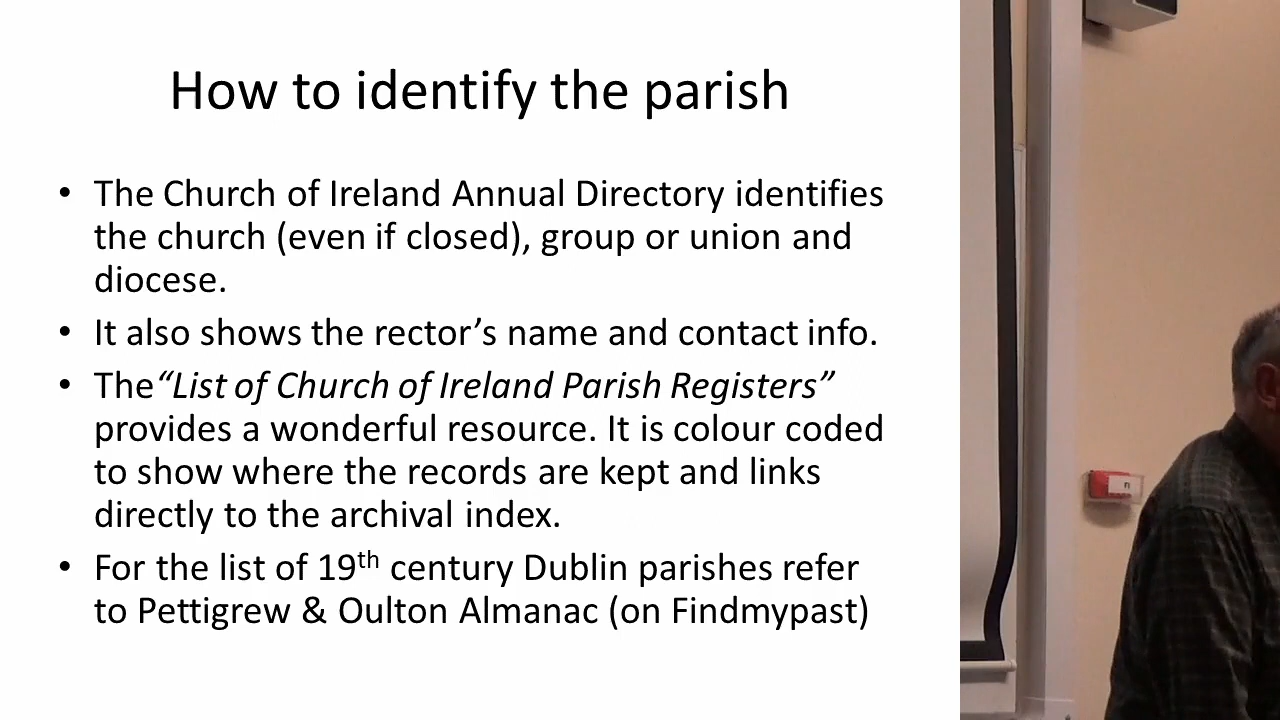 How to identify the parish
• The Church of Ireland Annual Directory identifies
the church (even if closed), group or union and
diocese.
• It also shows the rector’s name and contact info.
• The“List of Church of Ireland Parish Registers”
provides a wonderful resource. It is colour coded
to show where the records are kept and links
directly to the archival index.
• For the list of 19th century Dublin parishes refer
to Pettigrew & Oulton Almanac (on Findmypast)